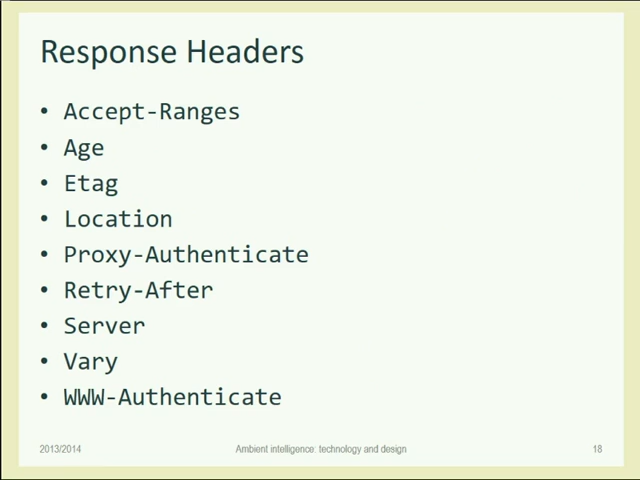 Response Headers
• Accept-Ranges
• Age
• Etag
• Location
• Proxy-Authenticate
• Retry-After
• Server
• Vary
• WWW-Authenticate
2013/2014 Ambient intelligence: technology and design 18